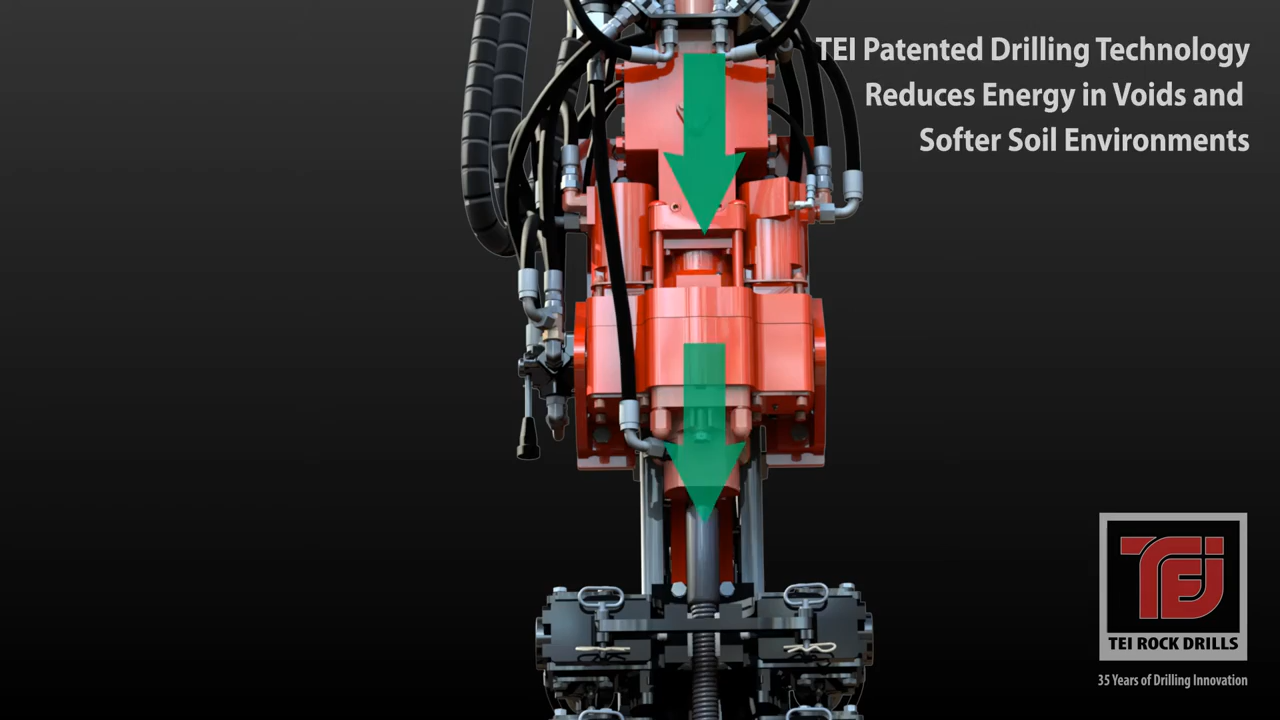 TEI Patented Drilling Technology
Reduces Energy in Voids and
Softer Soil Environments
TEI
TEI ROCK DRILLS
35 Years of Drilling Innovation